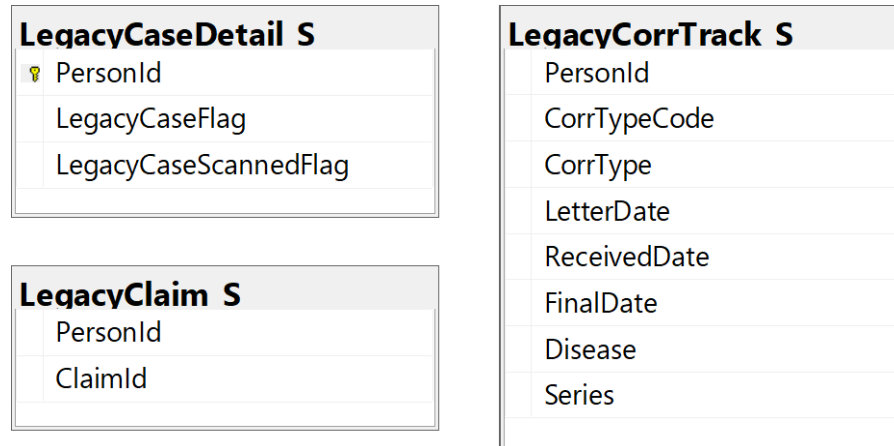 LegacyCaseDetail_S
PersonId
LegacyCaseFlag
LegacyCaseScannedFlag
LegacyClaim_S
PersonId
ClaimId
LegacyCorrTrack_S
PersonId
CorrTypeCode
CorrType
LetterDate
ReceivedDate
FinalDate
Disease
Series